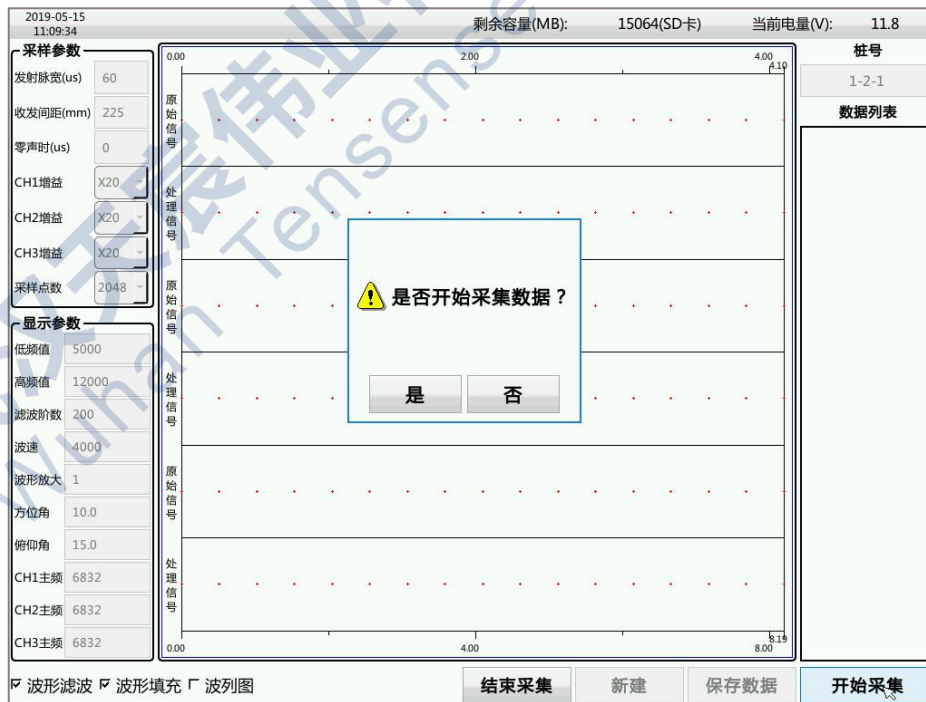 2019-05-15
11:09:34
剩余容量(MB): 15064(SD卡) 当前电量(V): 11.8
采样参数
发射脉宽(us) 60
收发间距(mm) 225
零声时(us) 0
CH1增益 X20
CH2增益 X20
CH3增益 X20
采样点数 2048
显示参数
低频值 5000
高频值 12000
滤波阶数 200
波速 4000
波形放大 1
方位角 10.0
俯仰角 15.0
CH1主频 6832
CH2主频 6832
CH3主频 6832
0.00 2.00 4.00
4.10
原始信号
处理信号
原始信号
处理信号
原始信号
处理信号
8.19
0.00 4.00 8.00
是否开始采集数据？
是 否
桩号
1-2-1
数据列表
波形滤波 波形填充 波列图
结束采集 新建 保存数据 开始采集
汉天宸伟业
Wuhan Tensense